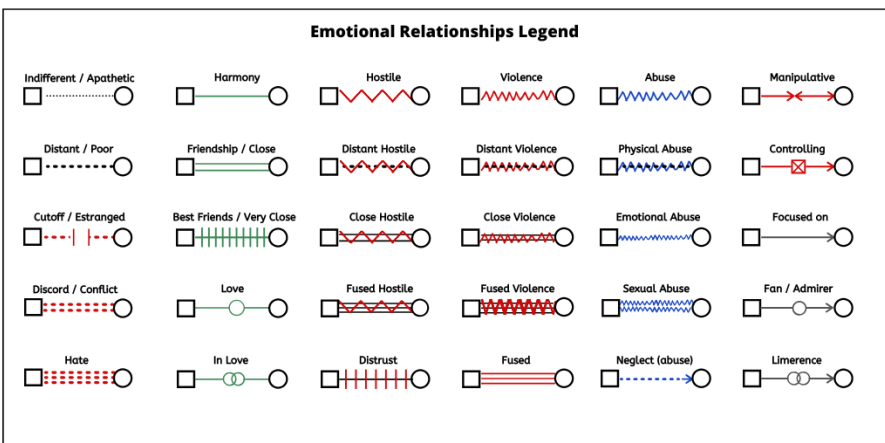 Emotional Relationships Legend
Indifferent / Apathetic
Harmony
Hostile
Violence
Abuse
Manipulative
Distant / Poor
Friendship / Close
Distant Hostile
Distant Violence
Physical Abuse
Controlling
Cutoff / Estranged
Best Friends / Very Close
Close Hostile
Close Violence
Emotional Abuse
Focused on
Discord / Conflict
Love
Fused Hostile
Fused Violence
Sexual Abuse
Fan / Admirer
Hate
In Love
Distrust
Fused
Neglect (abuse)
Limerence